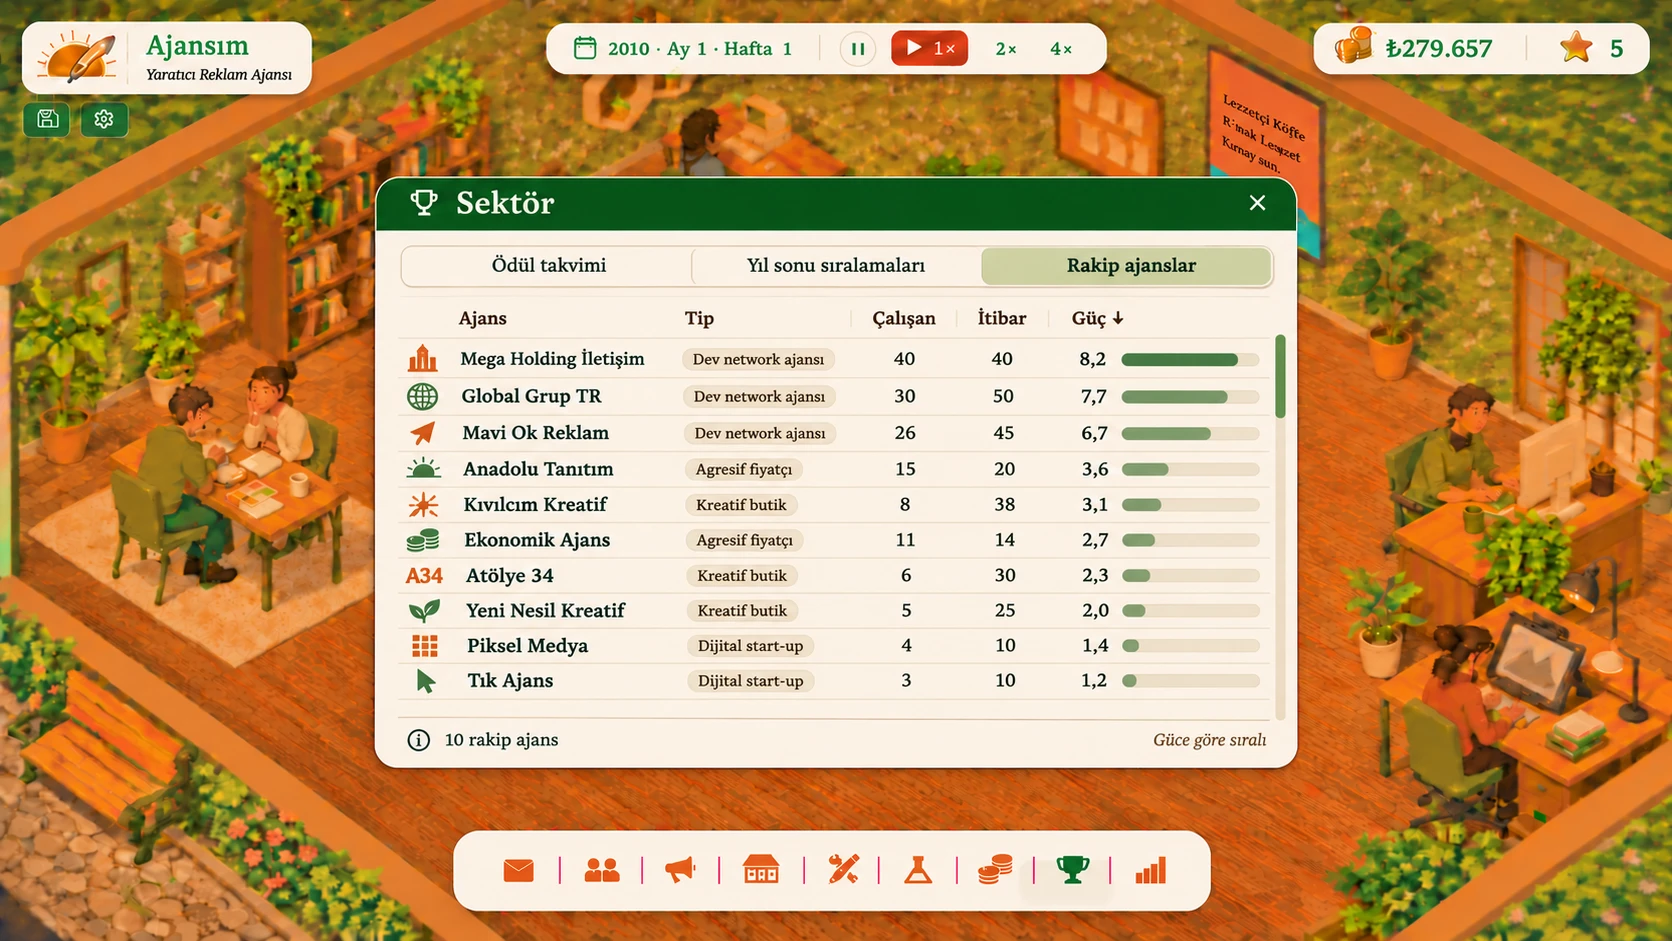 Ajansım
Yaratıcı Reklam Ajansı
2010 · Ay 1 · Hafta 1
1×
2×
4×
₺279.657
5
Lezzetçi Köfte
Kırnay sun.
Sektör
Ödül takvimi
Yıl sonu sıralamaları
Rakip ajanslar
Ajans Tip Çalışan İtibar Güç ↓
Mega Holding İletişim Dev network ajansı 40 40 8,2
Global Grup TR Dev network ajansı 30 50 7,7
Mavi Ok Reklam Dev network ajansı 26 45 6,7
Anadolu Tanıtım Agresif fiyatçı 15 20 3,6
Kıvılcım Kreatif Kreatif butik 8 38 3,1
Ekonomik Ajans Agresif fiyatçı 11 14 2,7
A34 Atölye 34 Kreatif butik 6 30 2,3
Yeni Nesil Kreatif Kreatif butik 5 25 2,0
Piksel Medya Dijital start-up 4 10 1,4
Tık Ajans Dijital start-up 3 10 1,2
10 rakip ajans
Güce göre sıralı